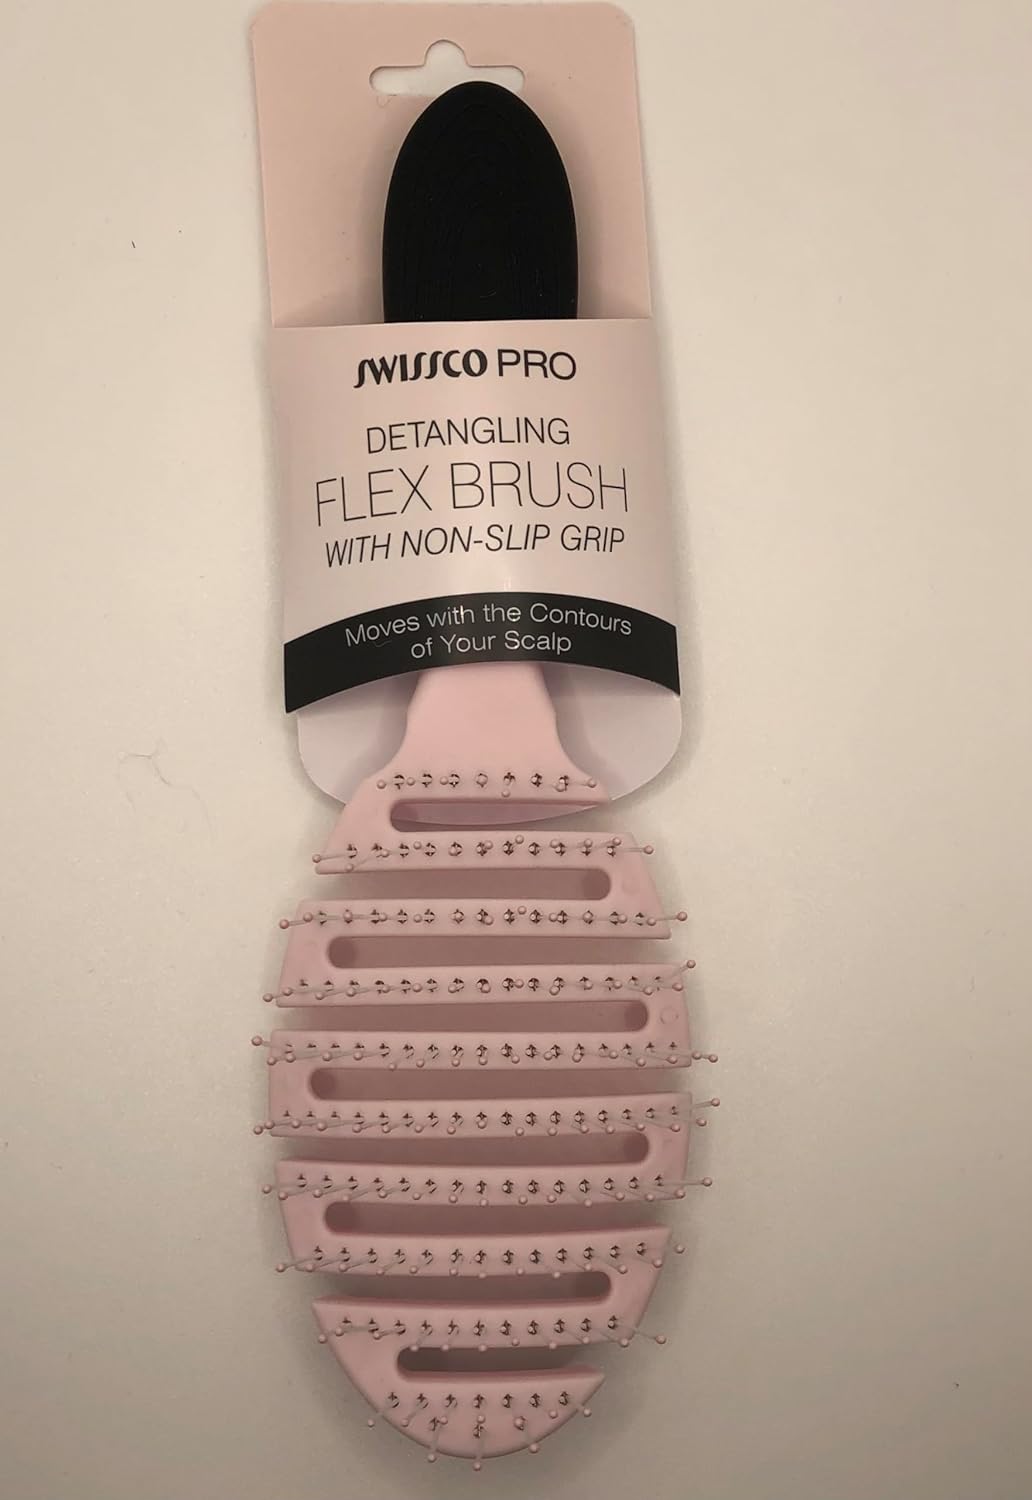 SWISSCO PRO
DETANGLING
FLEX BRUSH
WITH NON-SLIP GRIP
Moves with the Contours
of Your Scalp